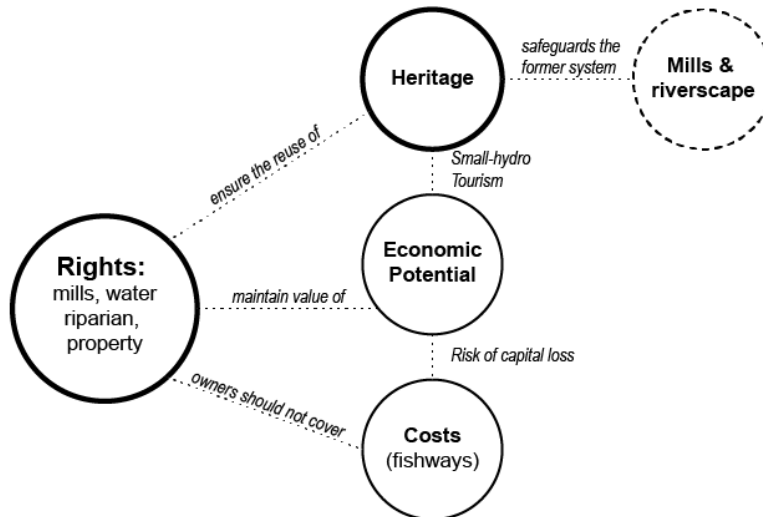 safeguards the
former system
Heritage
Mills &
riverscape
ensure the reuse of
Small-hydro
Tourism
Rights:
mills, water
riparian,
property
Economic
Potential
maintain value of
Risk of capital loss
owners should not cover
Costs
(fishways)